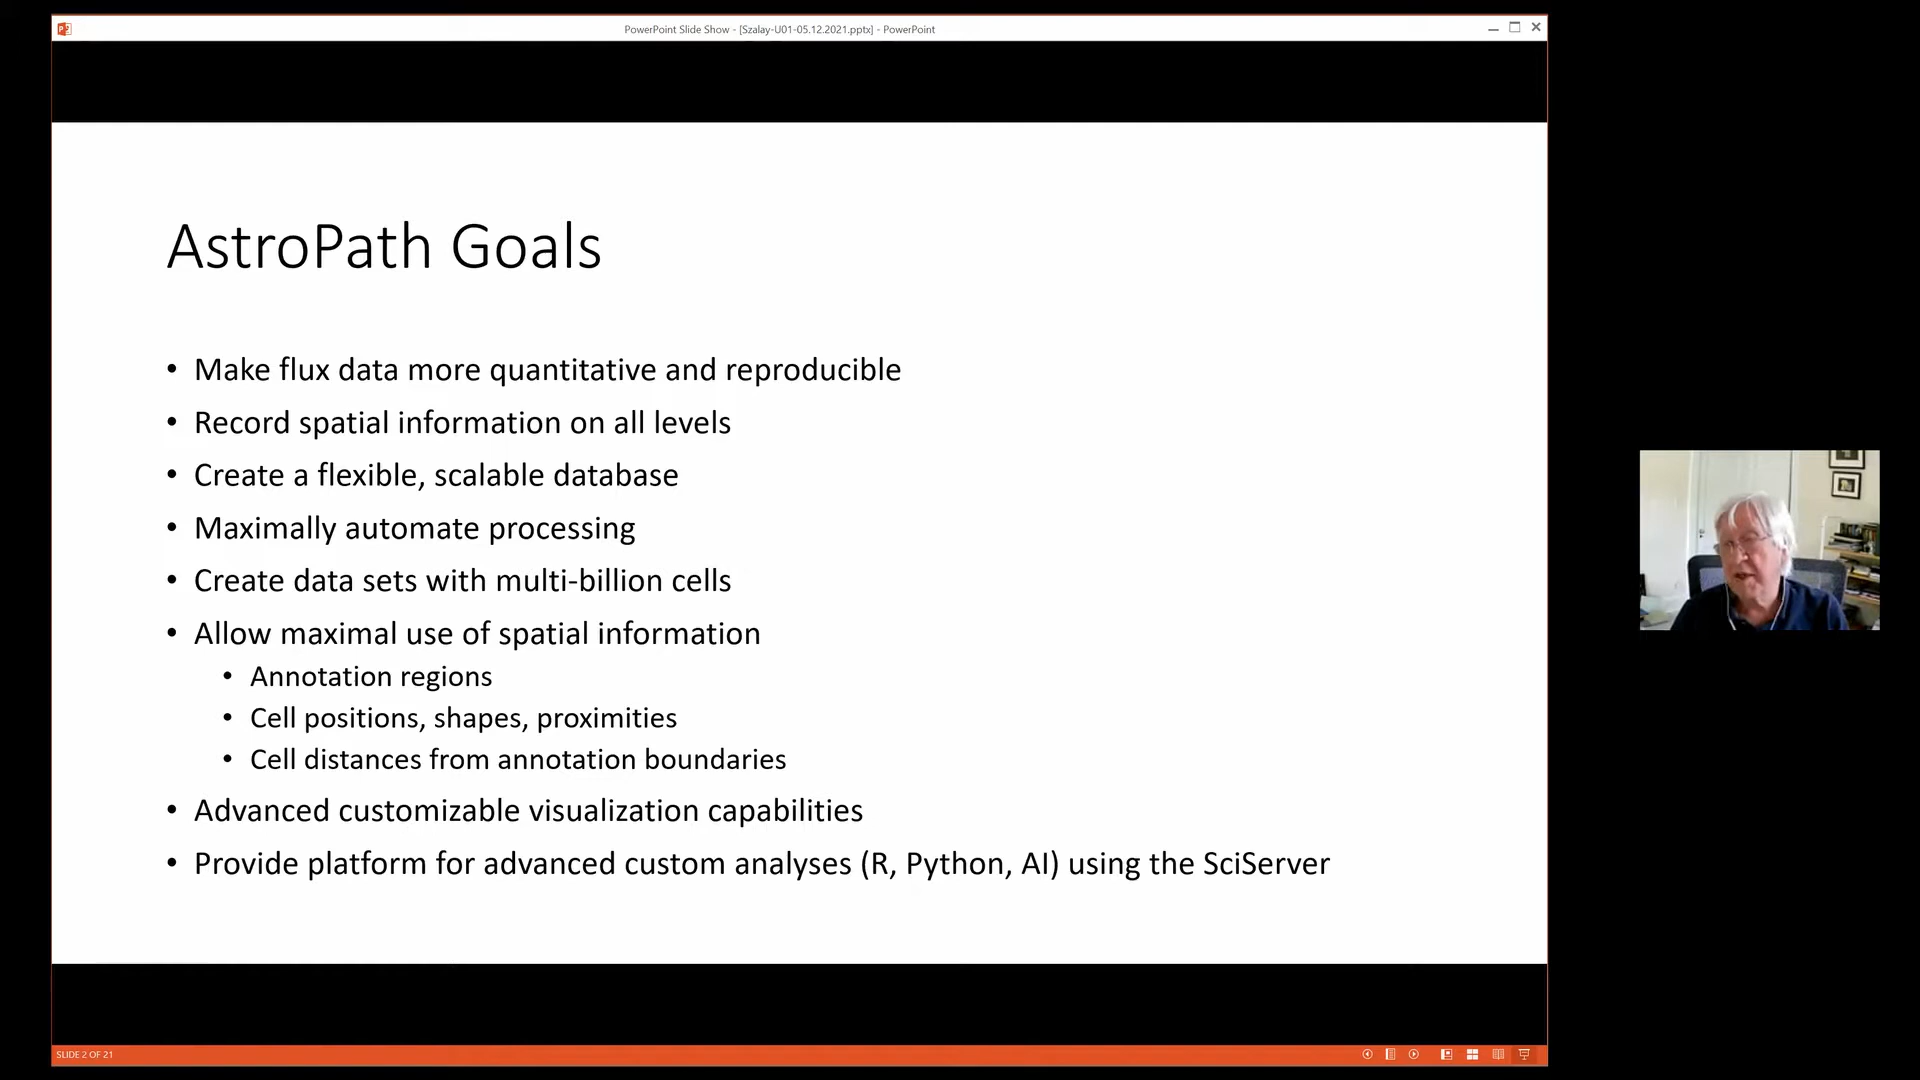 PowerPoint Slide Show - [Szalay-U01-05.12.2021.pptx] - PowerPoint
AstroPath Goals
• Make flux data more quantitative and reproducible
• Record spatial information on all levels
• Create a flexible, scalable database
• Maximally automate processing
• Create data sets with multi-billion cells
• Allow maximal use of spatial information
• Annotation regions
• Cell positions, shapes, proximities
• Cell distances from annotation boundaries
• Advanced customizable visualization capabilities
• Provide platform for advanced custom analyses (R, Python, AI) using the SciServer
SLIDE 2 OF 21